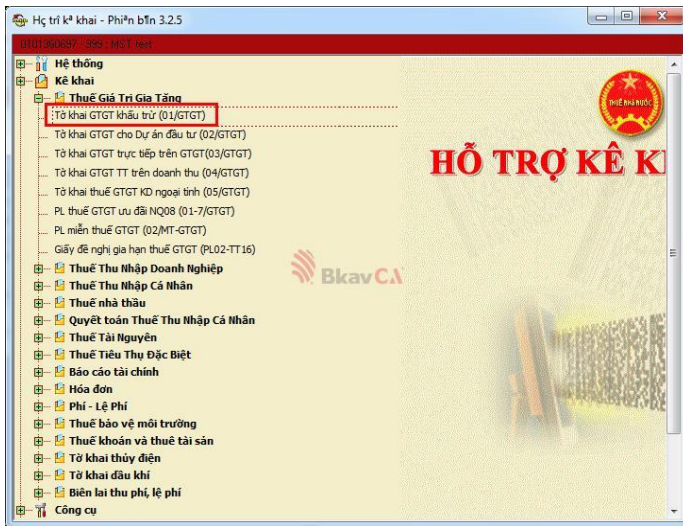 Hç trî kª khai - Phiªn b¶n 3.2.5
0101360697 - 999 : MST test
Hệ thống
Kê khai
Thuế Giá Trị Gia Tăng
Tờ khai GTGT khấu trừ (01/GTGT)
Tờ khai GTGT cho Dự án đầu tư (02/GTGT)
Tờ khai GTGT trực tiếp trên GTGT(03/GTGT)
Tờ khai GTGT TT trên doanh thu (04/GTGT)
Tờ khai thuế GTGT KD ngoại tỉnh (05/GTGT)
PL thuế GTGT ưu đãi NQ08 (01-7/GTGT)
PL miễn thuế GTGT (02/MT-GTGT)
Giấy đề nghị gia hạn thuế GTGT (PL02-TT16)
Thuế Thu Nhập Doanh Nghiệp
Thuế Thu Nhập Cá Nhân
Thuế nhà thầu
Quyết toán Thuế Thu Nhập Cá Nhân
Thuế Tài Nguyên
Thuế Tiêu Thụ Đặc Biệt
Báo cáo tài chính
Hóa đơn
Phí - Lệ Phí
Thuế bảo vệ môi trường
Thuế khoán và thuê tài sản
Tờ khai thủy điện
Tờ khai dầu khí
Biên lai thu phí, lệ phí
Công cụ
THUẾ NHÀ NƯỚC
HỖ TRỢ KÊ K
BkavCA